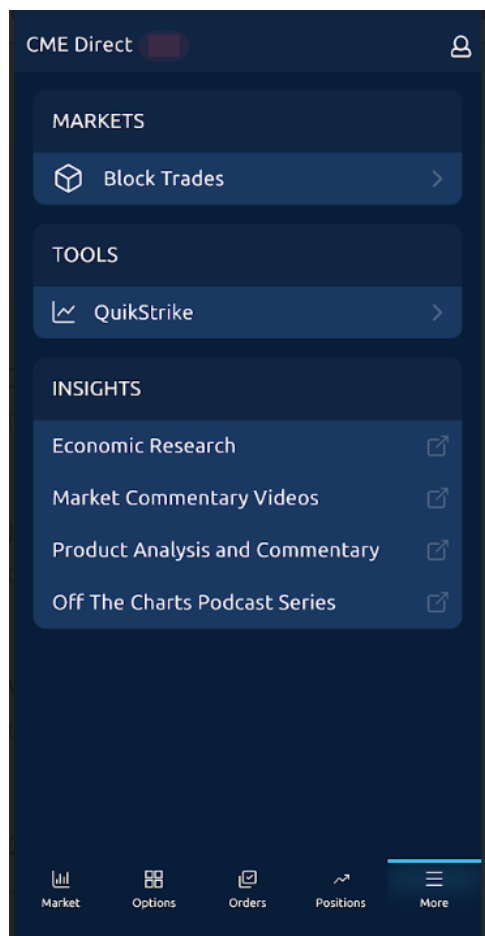 CME Direct
MARKETS
Block Trades
TOOLS
QuikStrike
INSIGHTS
Economic Research
Market Commentary Videos
Product Analysis and Commentary
Off The Charts Podcast Series
Market Options Orders Positions More